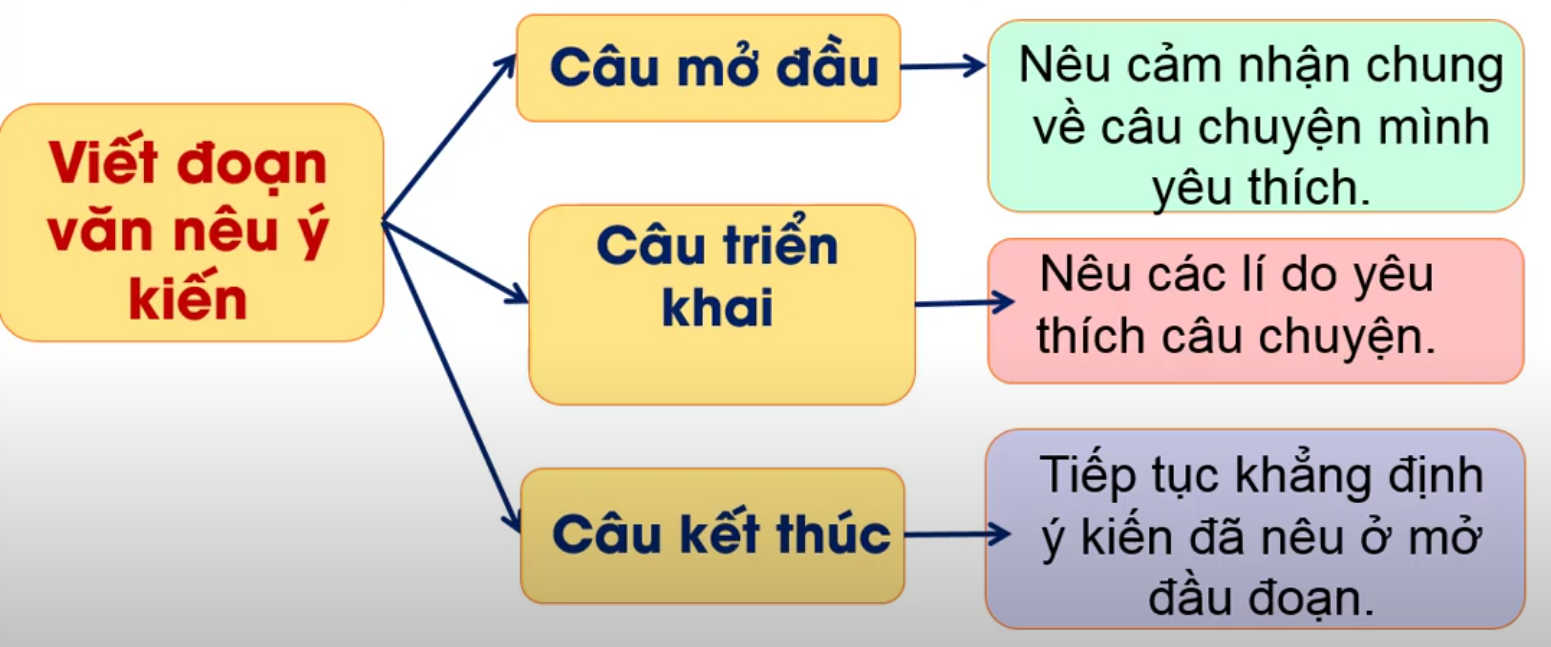 Viết đoạn
văn nêu ý
kiến
Câu mở đầu
Nêu cảm nhận chung
về câu chuyện mình
yêu thích.
Câu triển
khai
Nêu các lí do yêu
thích câu chuyện.
Câu kết thúc
Tiếp tục khẳng định
ý kiến đã nêu ở mở
đầu đoạn.